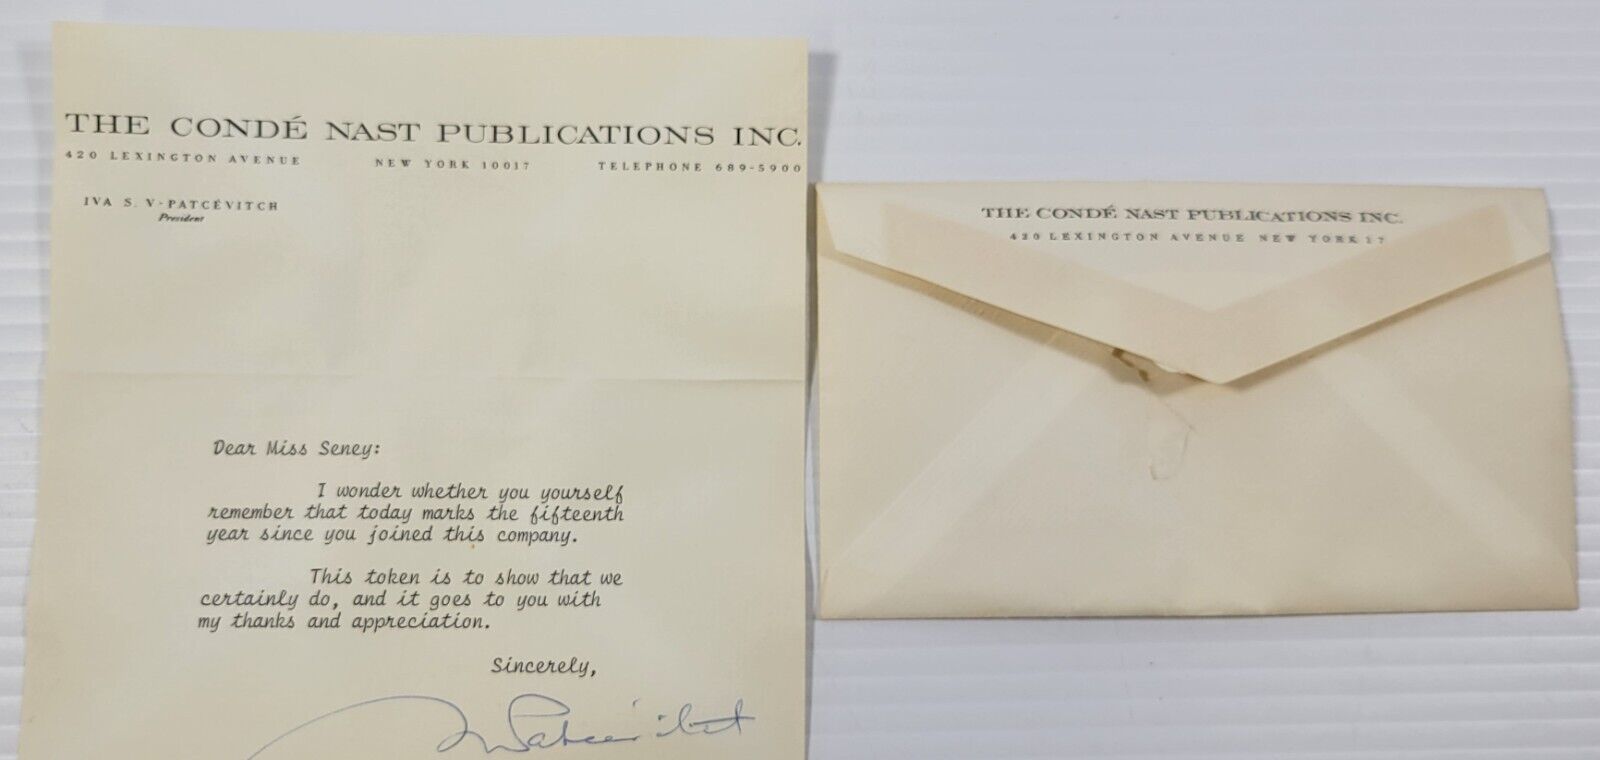 THE CONDÉ NAST PUBLICATIONS INC.
420 LEXINGTON AVENUE NEW YORK 10017 TELEPHONE 689-5900
IVA S. V-PATCÉVITCH
President
Dear Miss Seney:
I wonder whether you yourself
remember that today marks the fifteenth
year since you joined this company.
This token is to show that we
certainly do, and it goes to you with
my thanks and appreciation.
Sincerely,
THE CONDÉ NAST PUBLICATIONS INC.
420 LEXINGTON AVENUE NEW YORK 17